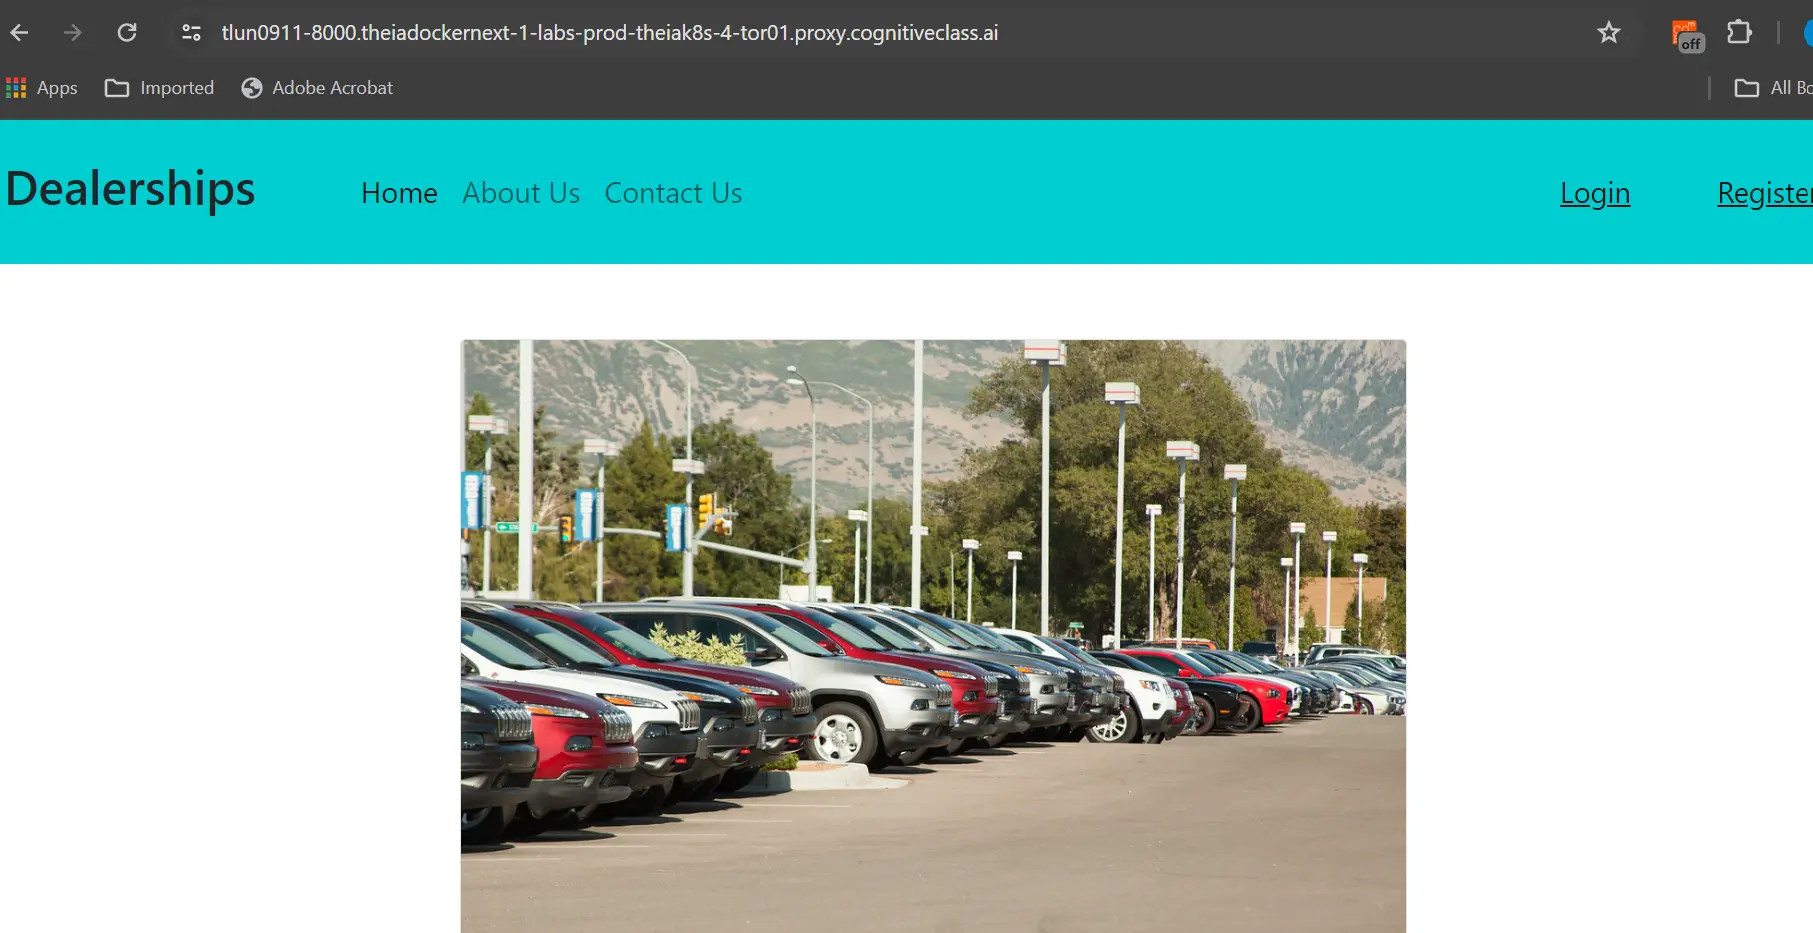 tlun0911-8000.theiadockernext-1-labs-prod-theiak8s-4-tor01.proxy.cognitiveclass.ai
off
Apps
Imported
Adobe Acrobat
All Bo
Dealerships
Home
About Us
Contact Us
Login
Register